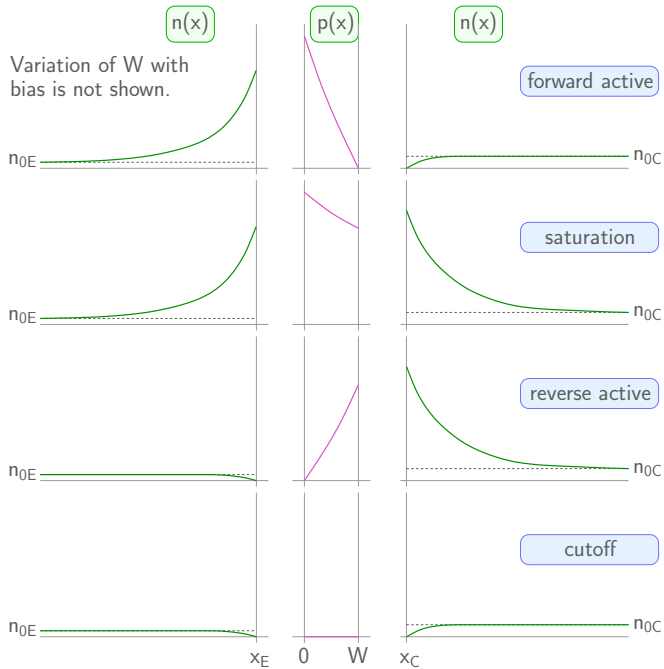 n(x) p(x) n(x)
Variation of W with
bias is not shown.
forward active
n0E n0C
saturation
n0E n0C
reverse active
n0E n0C
cutoff
n0E n0C
xE 0 W xC